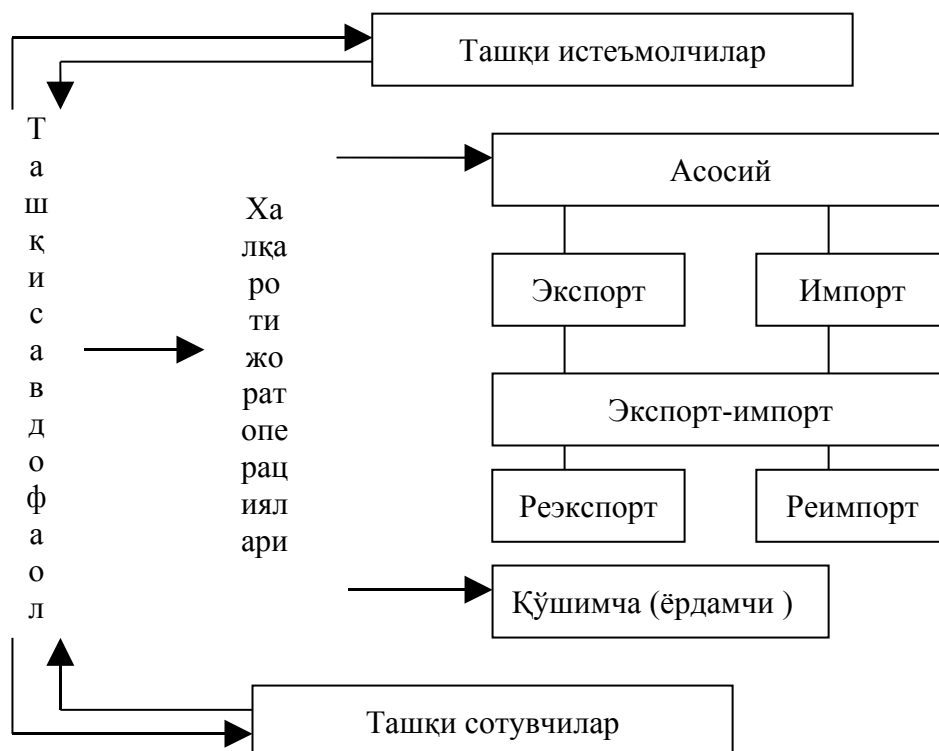 Ташқи истеъмолчилар
Т
а
ш
қ
и
с
а
в
д
о
ф
а
о
л
Ха
лқа
ро
ти
жо
рат
опе
рац
иял
ари
Асосий
Экспорт
Импорт
Экспорт-импорт
Реэкспорт
Реимпорт
Қўшимча (ёрдамчи )
Ташқи сотувчилар